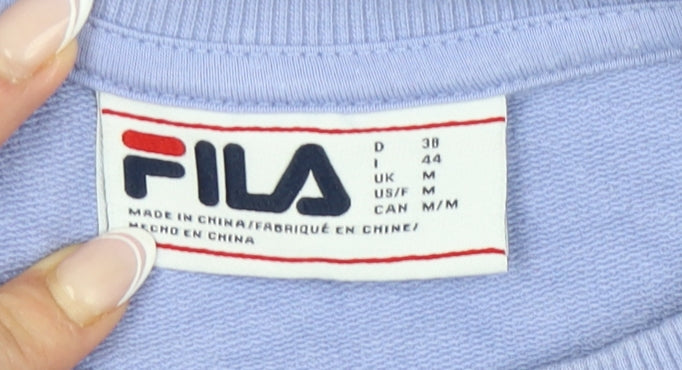 FILA
D 38
I 44
UK M
US/F M
CAN M/M
MADE IN CHINA/FABRIQUÉ EN CHINE/
HECHO EN CHINA